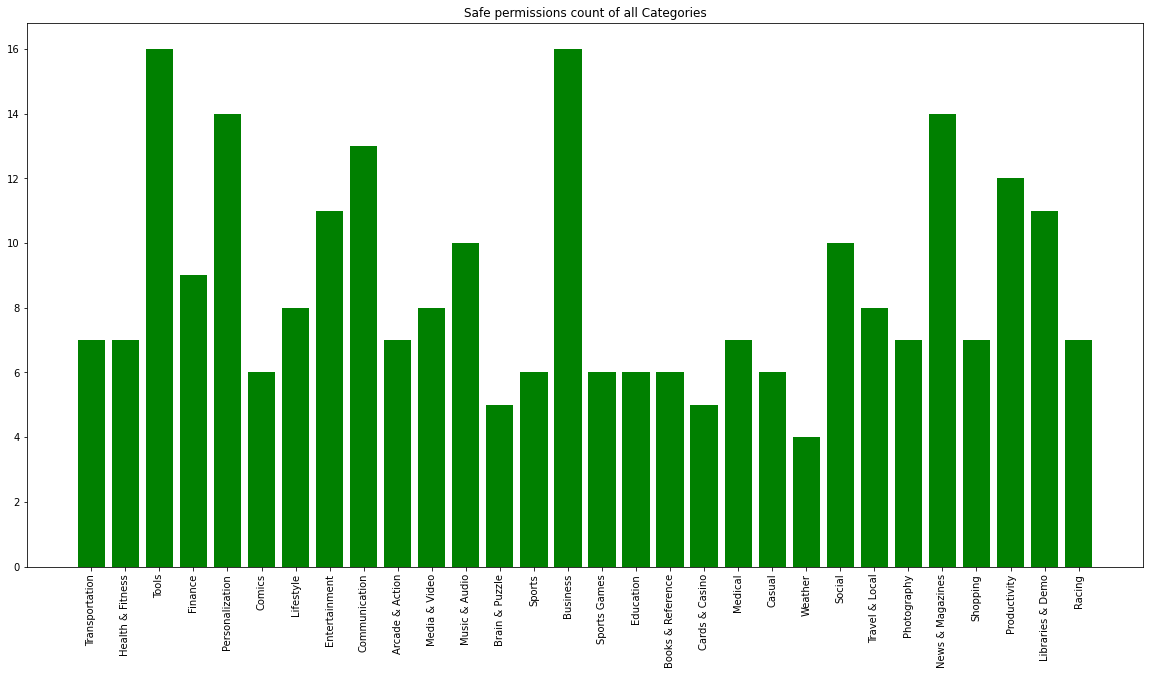 Safe permissions count of all Categories
16
14
12
10
8
6
4
2
0
Transportation
Health & Fitness
Tools
Finance
Personalization
Comics
Lifestyle
Entertainment
Communication
Arcade & Action
Media & Video
Music & Audio
Brain & Puzzle
Sports
Business
Sports Games
Education
Books & Reference
Cards & Casino
Medical
Casual
Weather
Social
Travel & Local
Photography
News & Magazines
Shopping
Productivity
Libraries & Demo
Racing